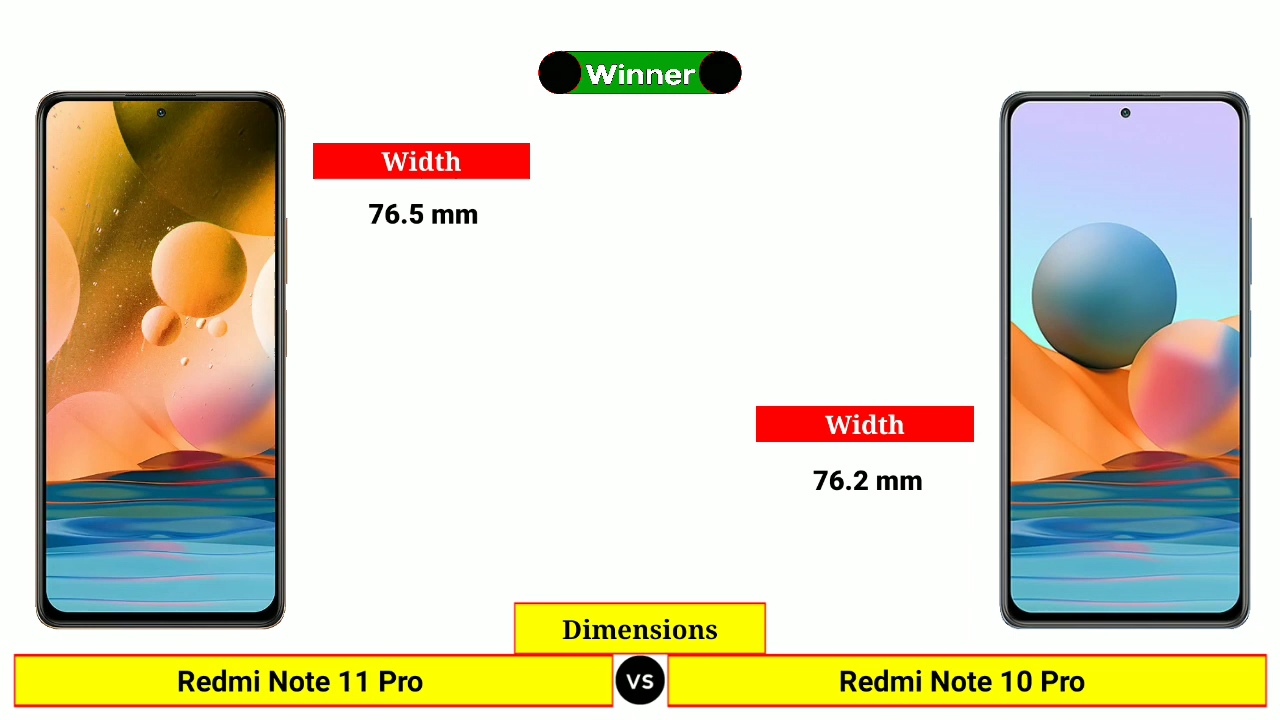 Winner
Width
76.5 mm
Width
76.2 mm
Dimensions
Redmi Note 11 Pro
VS
Redmi Note 10 Pro